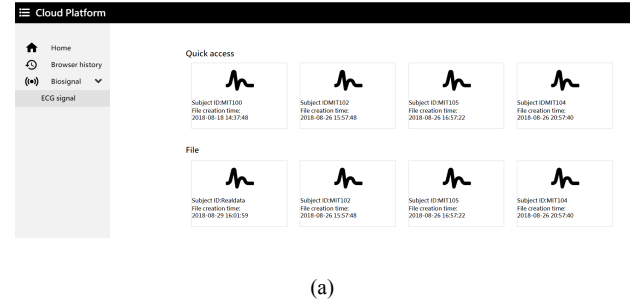 Cloud Platform
Home
Browser history
Biosignal
ECG signal
Quick access
Subject ID:MIT100
File creation time:
2018-08-18 14:37:48
Subject IDMIT102
File creation time:
2018-08-26 15:57:48
Subject ID:MIT105
File creation time:
2018-08-26 16:57:22
Subject IDMIT104
File creation time:
2018-08-26 20:57:40
File
Subject ID:Realdata
File creation time:
2018-08-29 16:01:59
Subject ID:MIT102
File creation time:
2018-08-26 15:57:48
Subject ID:MIT105
File creation time:
2018-08-26 16:57:22
Subject ID:MIT104
File creation time:
2018-08-26 20:57:40
(a)